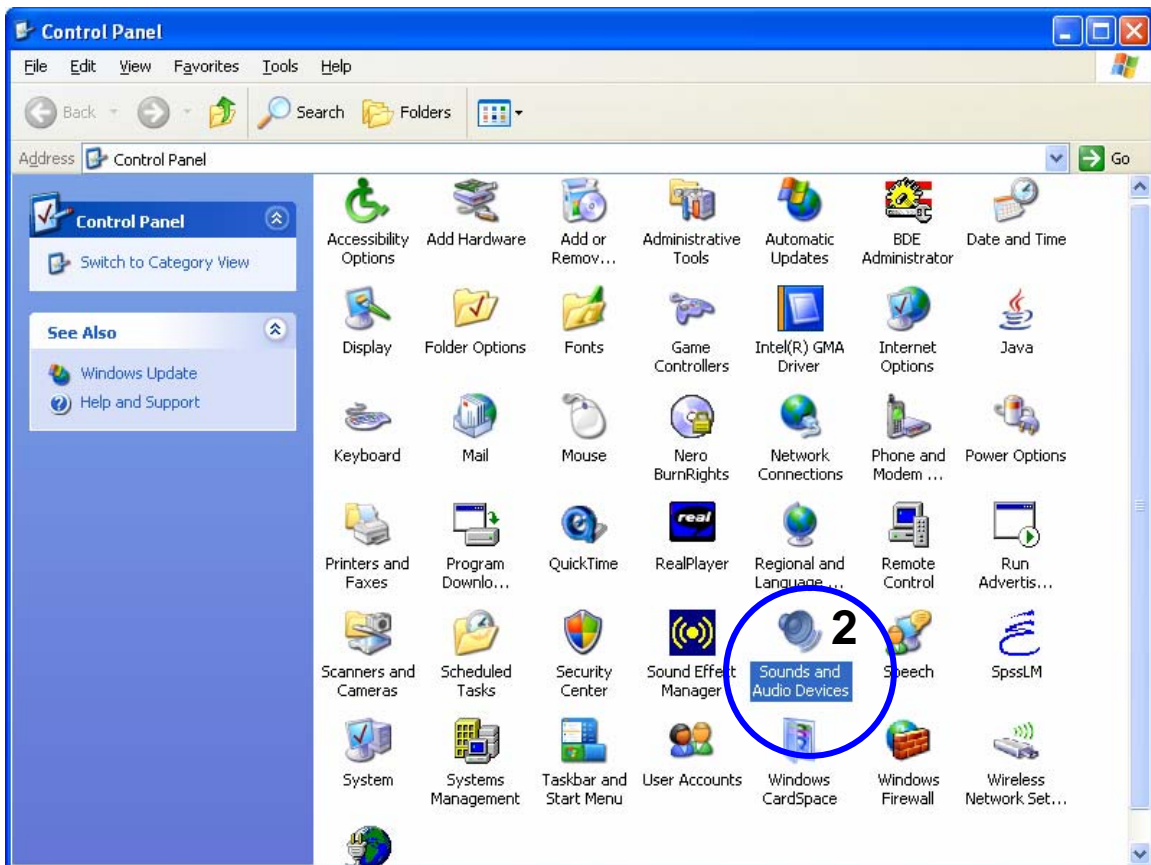 Control Panel
File Edit View Favorites Tools Help
Back Search Folders
Address Control Panel Go
Control Panel
Switch to Category View
See Also
Windows Update
Help and Support
Accessibility Options
Add Hardware
Add or Remov...
Administrative Tools
Automatic Updates
BDE Administrator
Date and Time
Display
Folder Options
Fonts
Game Controllers
Intel(R) GMA Driver
Internet Options
Java
Keyboard
Mail
Mouse
Nero BurnRights
Network Connections
Phone and Modem ...
Power Options
Printers and Faxes
Program Downlo...
QuickTime
real
RealPlayer
Regional and Language ...
Remote Control
Run Advertis...
Scanners and Cameras
Scheduled Tasks
Security Center
Sound Effect Manager
2
Sounds and Audio Devices
Speech
SpssLM
System
Systems Management
Taskbar and Start Menu
User Accounts
Windows CardSpace
Windows Firewall
Wireless Network Set...